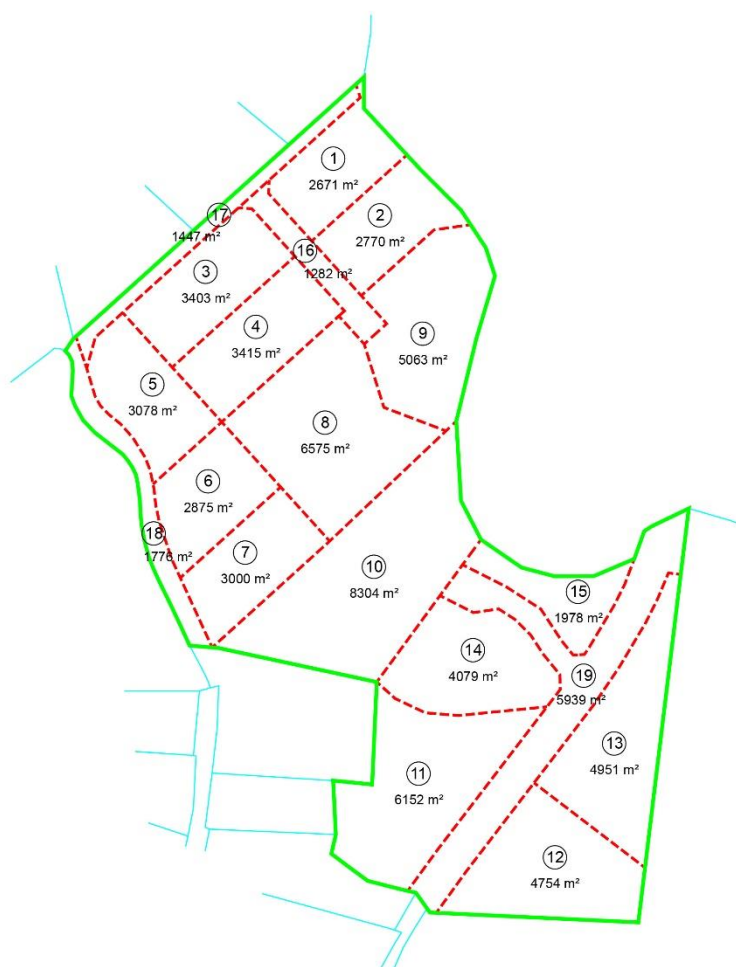 1
2671 m²
2
2770 m²
17
1447 m²
16
1282 m²
3
3403 m²
4
3415 m²
9
5063 m²
5
3078 m²
8
6575 m²
6
2875 m²
18
1776 m²
7
3000 m²
10
8304 m²
15
1978 m²
14
4079 m²
19
5939 m²
13
4951 m²
11
6152 m²
12
4754 m²